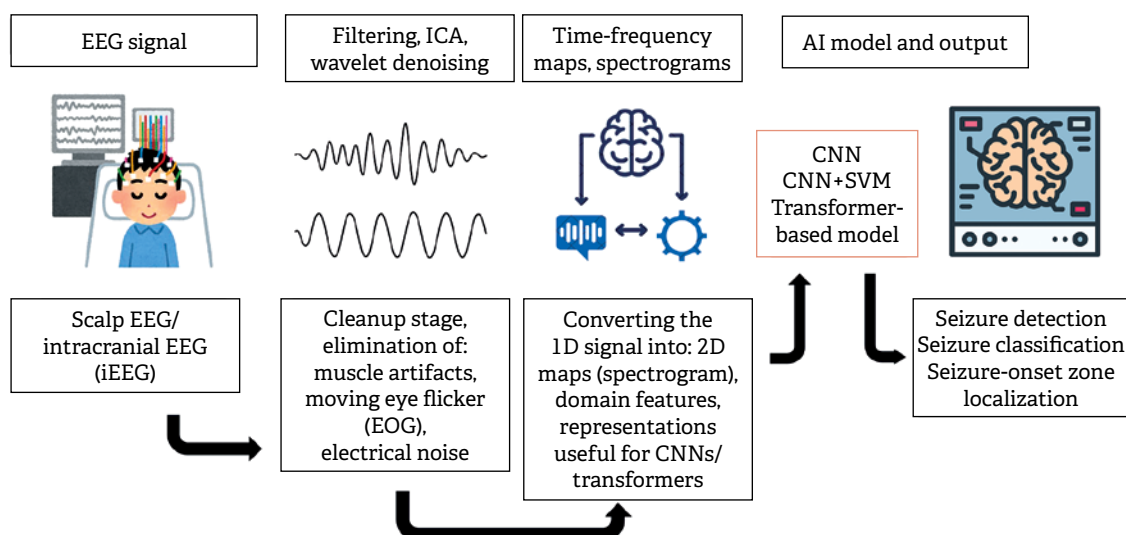 EEG signal
Filtering, ICA,
wavelet denoising
Time-frequency
maps, spectrograms
AI model and output
CNN
CNN+SVM
Transformer-
based model
Scalp EEG/
intracranial EEG
(iEEG)
Cleanup stage,
elimination of:
muscle artifacts,
moving eye flicker
(EOG),
electrical noise
Converting the
1D signal into: 2D
maps (spectrogram),
domain features,
representations
useful for CNNs/
transformers
Seizure detection
Seizure classification
Seizure-onset zone
localization